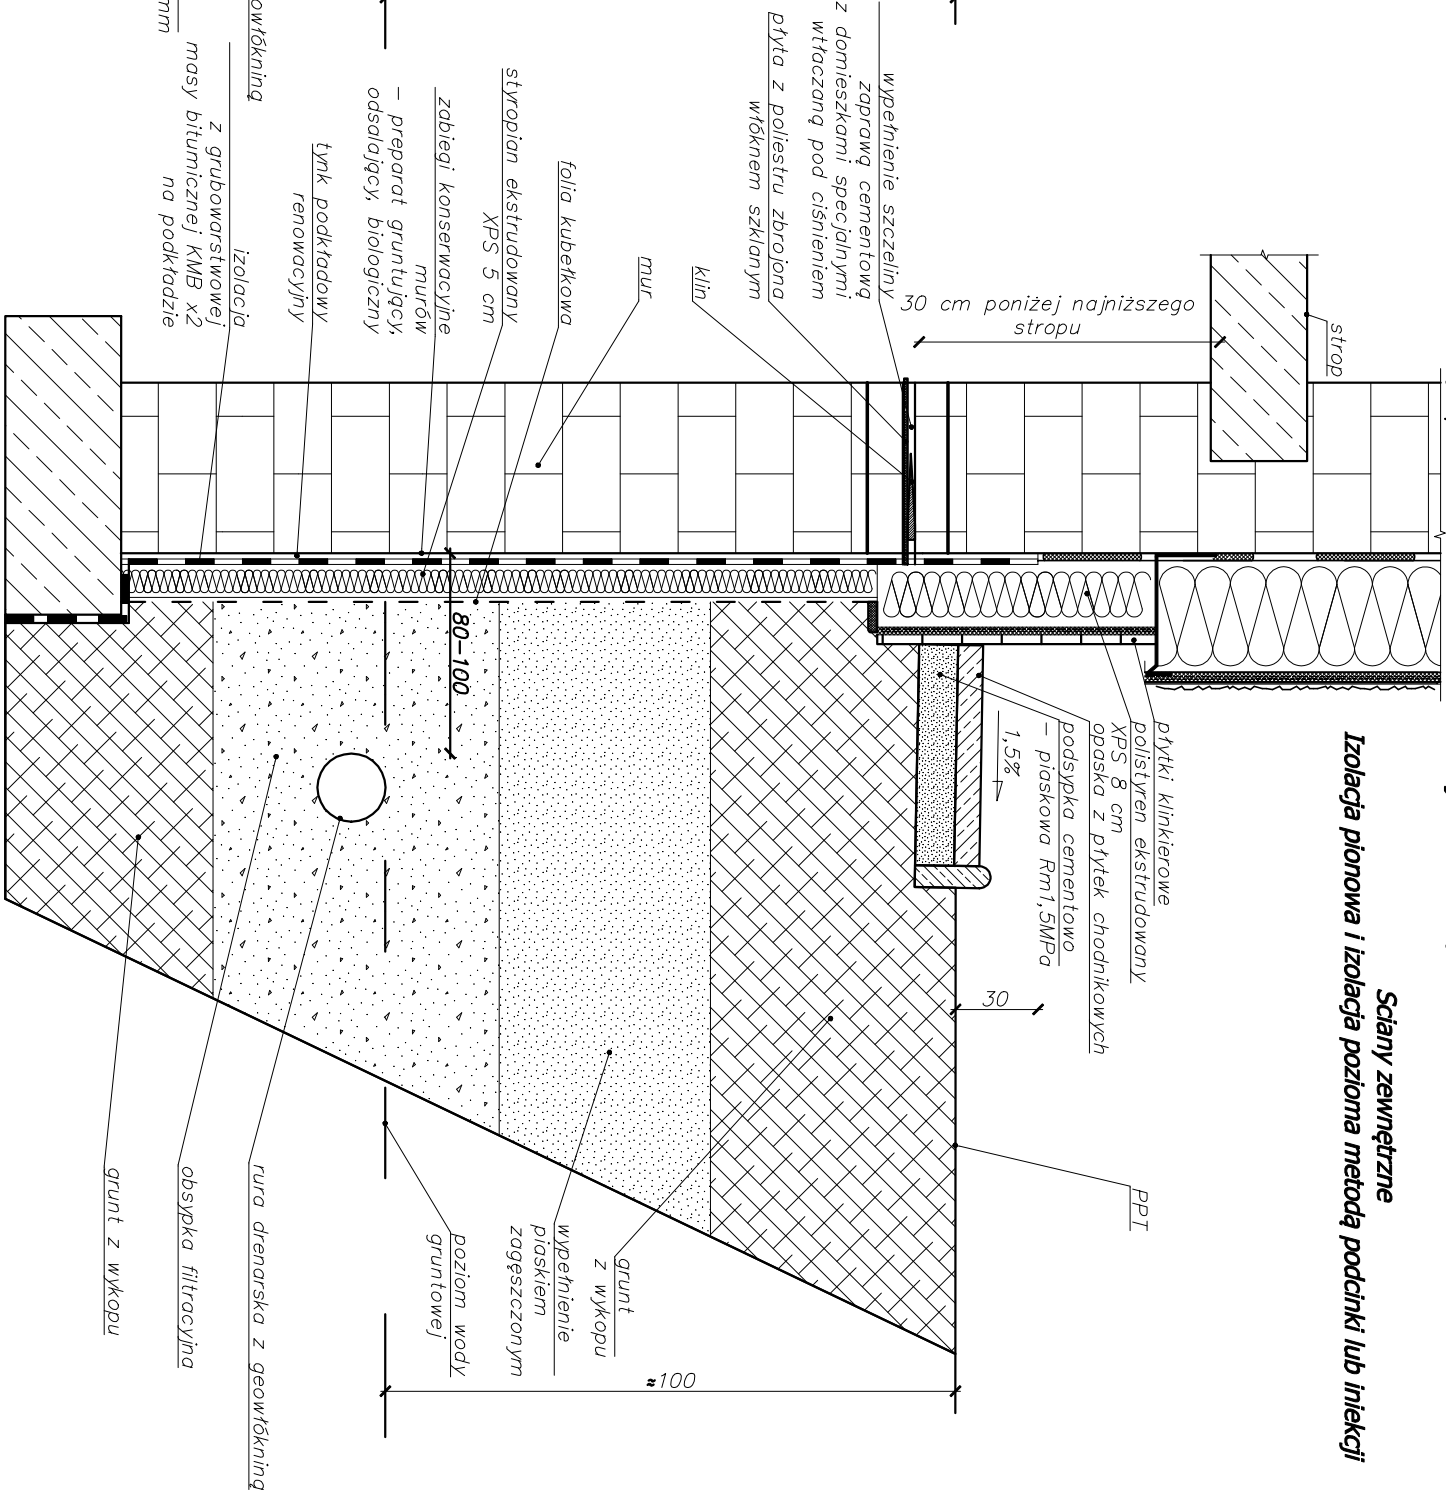 Sciany zewnętrzne
Izolacja pionowa i izolacja pozioma metodą podcinki lub iniekcji
strop
30 cm poniżej najniższego
stropu
wypełnienie szczeliny
zaprawą cementową
z domieszkami specjalnymi
wtłaczaną pod ciśnieniem
płyta z poliestru zbrojona
włóknem szklanym
klin
mur
folia kubełkowa
styropian ekstrudowany
XPS 5 cm
zabiegi konserwacyjne
murów
– preparat gruntujący,
odsalający, biologiczny
tynk podkładowy
renowacyjny
izolacja
z grubowarstwowej
masy bitumicznej KMB x2
na podkładzie
owłókniną
mm
80–100
płytki klinkierowe
polistyren ekstrudowany
XPS 8 cm
opaska z płytek chodnikowych
podsypka cementowo
– piaskowa Rm1,5MPa
1,5%
30
PPT
grunt
z wykopu
wypełnienie
piaskiem
zagęszczonym
poziom wody
gruntowej
≈100
rura drenarska z geowłókniną
obsypka filtracyjna
grunt z wykopu